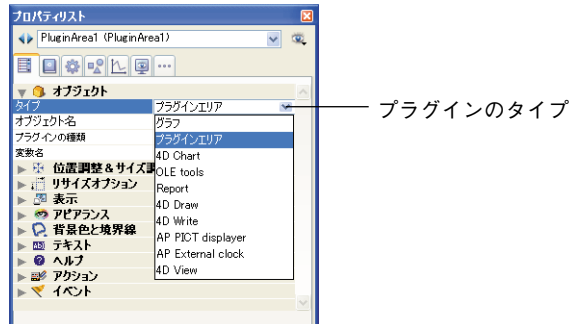 プロパティリスト
PluginArea1 (PluginArea1)
オブジェクト
タイプ
プラグインエリア
プラグインのタイプ
オブジェクト名
グラフ
プラグインの種類
プラグインエリア
変数名
4D Chart
位置調整&サイズ調
OLE tools
リサイズオプション
Report
表示
4D Draw
アピアランス
4D Write
背景色と境界線
AP PICT displayer
テキスト
AP External clock
ヘルプ
4D View
アクション
イベント